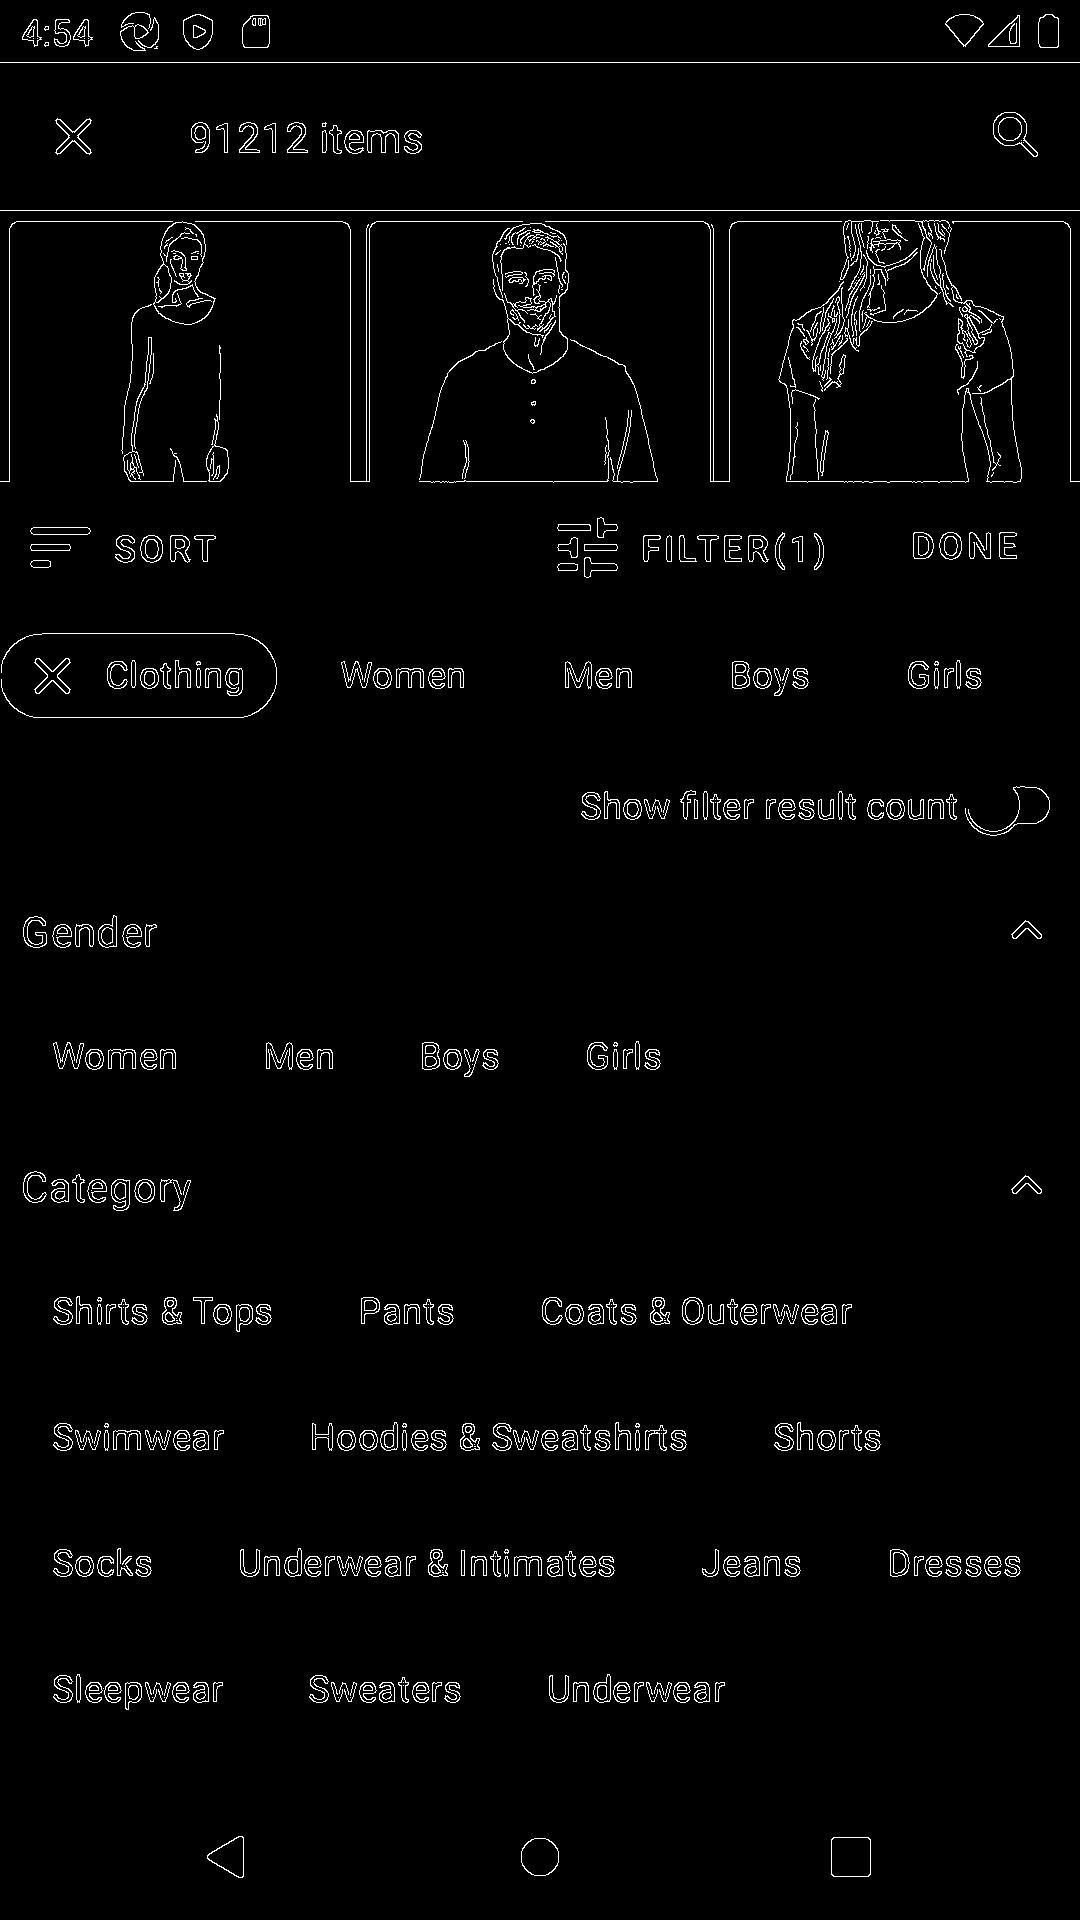 4:54
91212 items
SORT FILTER(1) DONE
Clothing Women Men Boys Girls
Show filter result count
Gender
Women Men Boys Girls
Category
Shirts & Tops Pants Coats & Outerwear
Swimwear Hoodies & Sweatshirts Shorts
Socks Underwear & Intimates Jeans Dresses
Sleepwear Sweaters Underwear